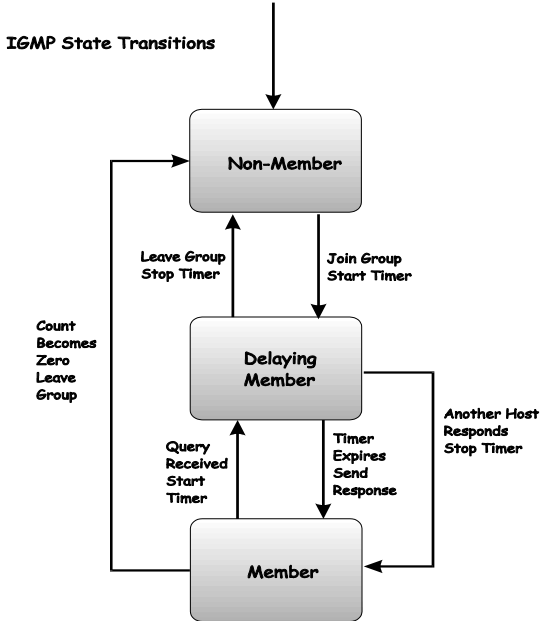 IGMP State Transitions
Non-Member
Leave Group
Stop Timer
Join Group
Start Timer
Count
Becomes
Zero
Leave
Group
Delaying
Member
Another Host
Responds
Stop Timer
Query
Received
Start
Timer
Timer
Expires
Send
Response
Member